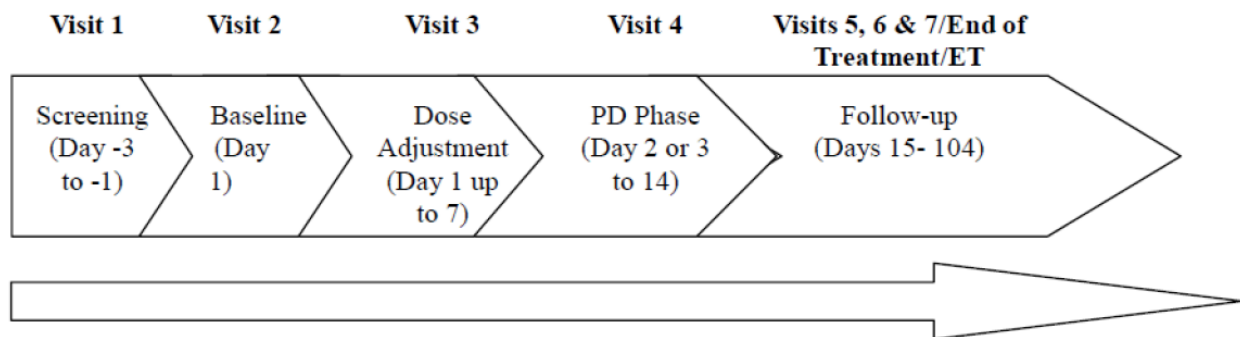 Visit 1
Visit 2
Visit 3
Visit 4
Visits 5, 6 & 7/End of
Treatment/ET
Screening
(Day -3
to -1)
Baseline
(Day
1)
Dose
Adjustment
(Day 1 up
to 7)
PD Phase
(Day 2 or 3
to 14)
Follow-up
(Days 15- 104)